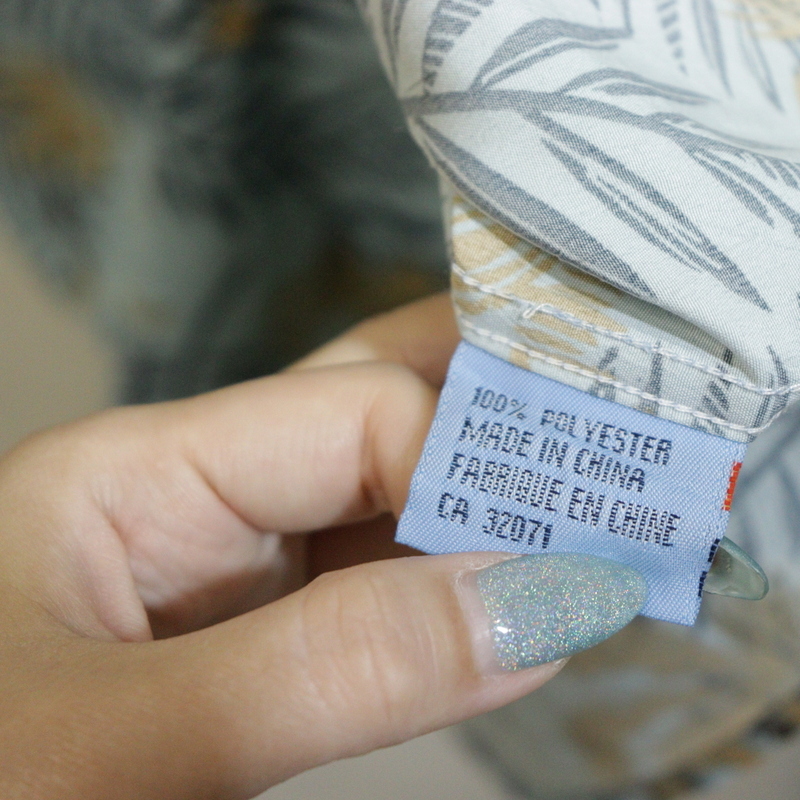 100% POLYESTER
MADE IN CHINA
FABRIQUE EN CHINE
CA 32071